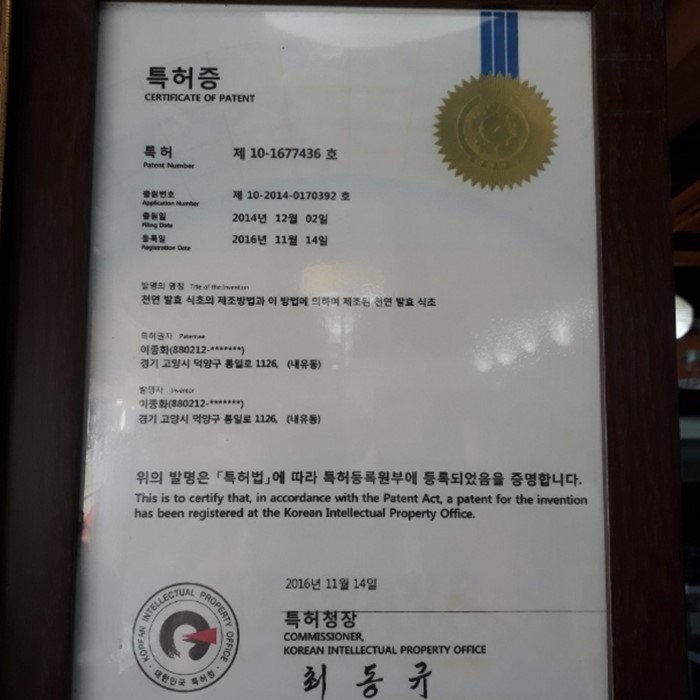 특허증
CERTIFICATE OF PATENT
특허 제 10-1677436 호
Patent Number
출원번호 제 10-2014-0170392 호
Application Number
출원일 2014년 12월 02일
Filing Date
등록일 2016년 11월 14일
Registration Date
발명의 명칭 Title of the Invention
천연 발효 식초의 제조방법과 이 방법에 의하여 제조된 천연 발효 식초
특허권자 Patentee
이종화(880212-*******)
경기 고양시 덕양구 통일로 1126, (내유동)
발명자 Inventor
이종화(880212-*******)
경기 고양시 덕양구 통일로 1126, (내유동)
위의 발명은 「특허법」에 따라 특허등록원부에 등록되었음을 증명합니다.
This is to certify that, in accordance with the Patent Act, a patent for the invention
has been registered at the Korean Intellectual Property Office.
2016년 11월 14일
특허청장
COMMISSIONER,
KOREAN INTELLECTUAL PROPERTY OFFICE
최동규
KOREAN INTELLECTUAL PROPERTY OFFICE
대한민국 특허청